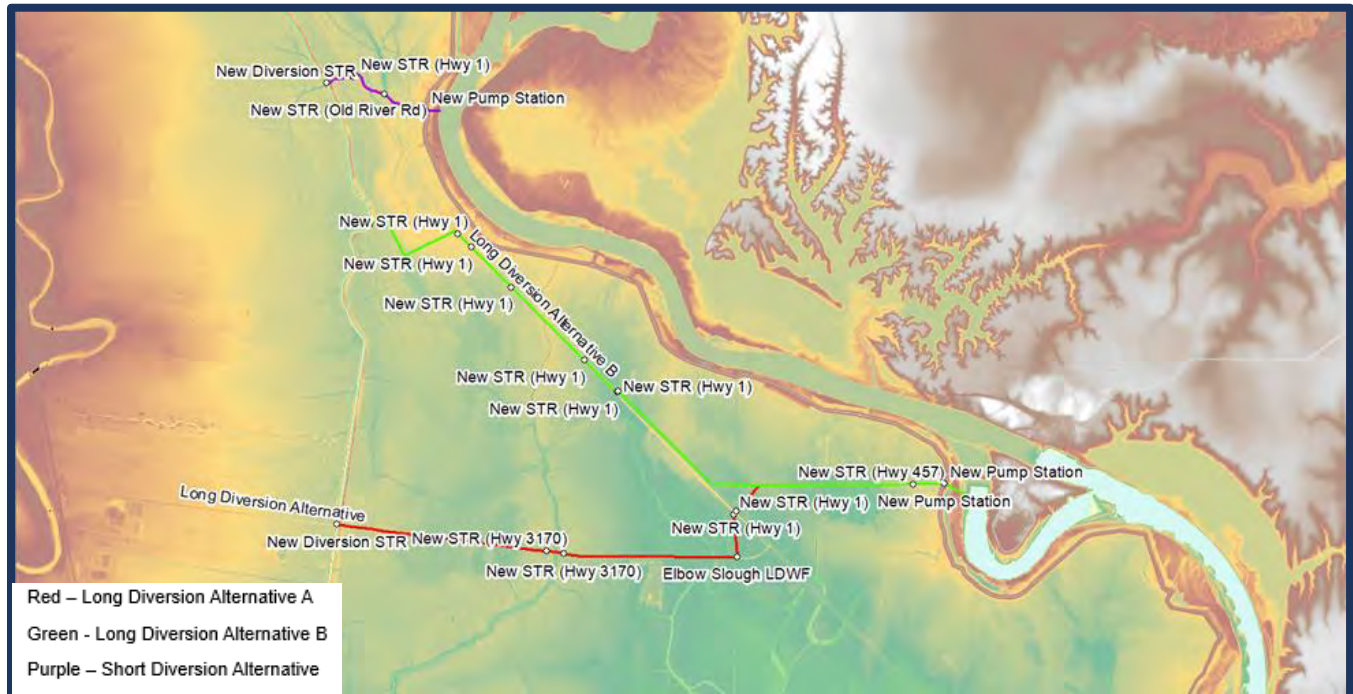 New Diversion STR
New STR (Hwy 1)
New STR (Old River Rd)
New Pump Station
New STR (Hwy 1)
New STR (Hwy 1)
Long Diversion Alternative B
New STR (Hwy 1)
New STR (Hwy 1)
New STR (Hwy 1)
New STR (Hwy 1)
New STR (Hwy 457)
New Pump Station
New STR (Hwy 1)
New Pump Station
New STR (Hwy 1)
Long Diversion Alternative
New Diversion STR
New STR (Hwy 3170)
New STR (Hwy 3170)
Elbow Slough LDWF
Red – Long Diversion Alternative A
Green - Long Diversion Alternative B
Purple – Short Diversion Alternative